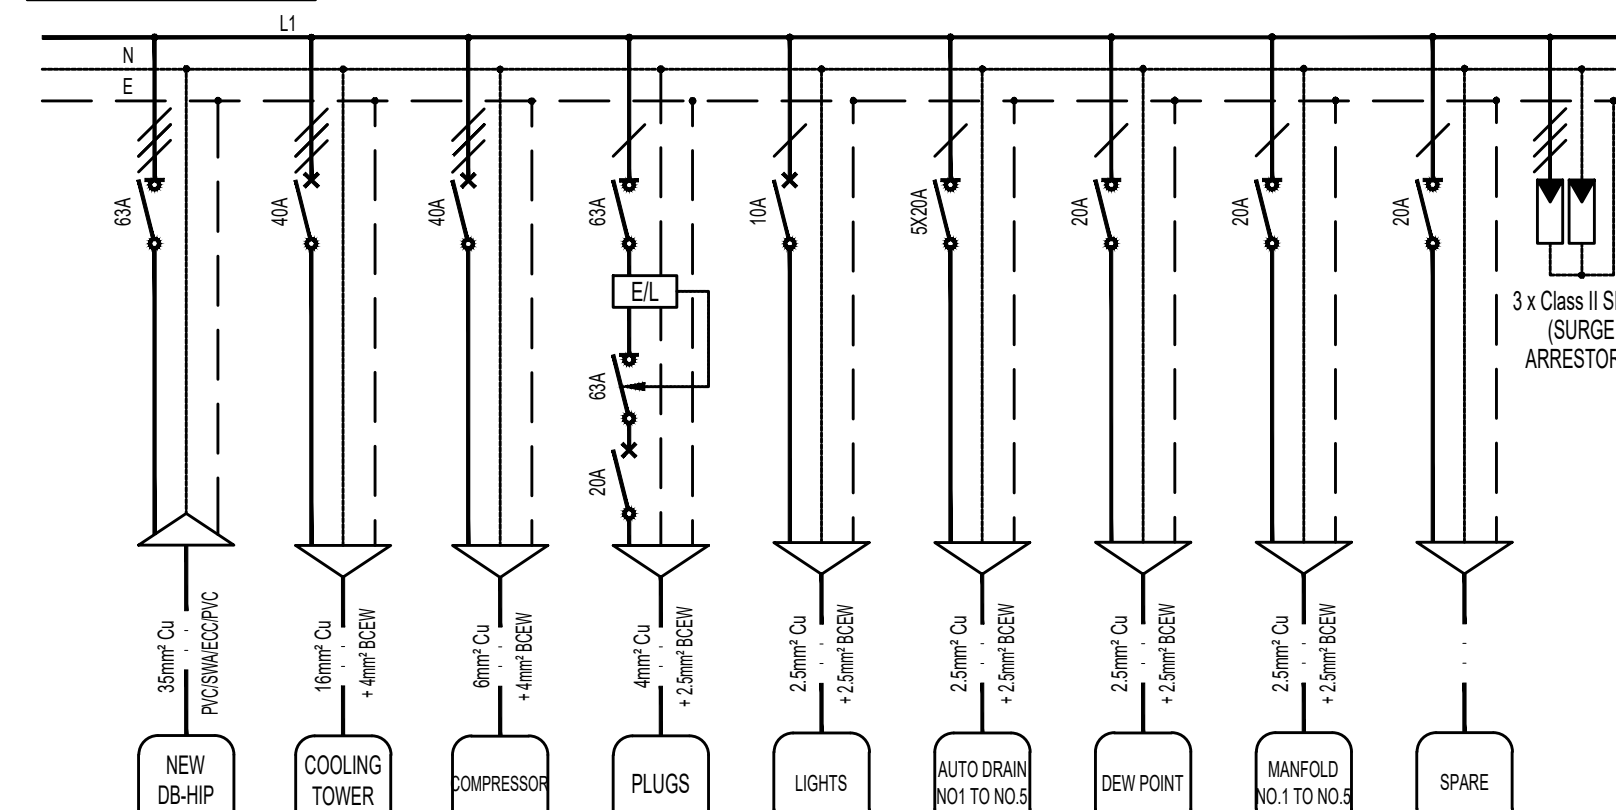 L1
N
E
63A
40A
40A
63A
10A
5X20A
20A
20A
20A
E/L
3 x Class II
(SURGE
ARRESTOR
63A
20A
35mm² Cu
PVC/SWA/ECC/PVC
16mm² Cu
+ 4mm² BCEW
6mm² Cu
+ 4mm² BCEW
4mm² Cu
+ 2.5mm² BCEW
2.5mm² Cu
+ 2.5mm² BCEW
2.5mm² Cu
+ 2.5mm² BCEW
2.5mm² Cu
+ 2.5mm² BCEW
2.5mm² Cu
+ 2.5mm² BCEW
NEW
DB-HIP
COOLING
TOWER
COMPRESSOR
PLUGS
LIGHTS
AUTO DRAIN
NO1 TO NO.5
DEW POINT
MANFOLD
NO.1 TO NO.5
SPARE